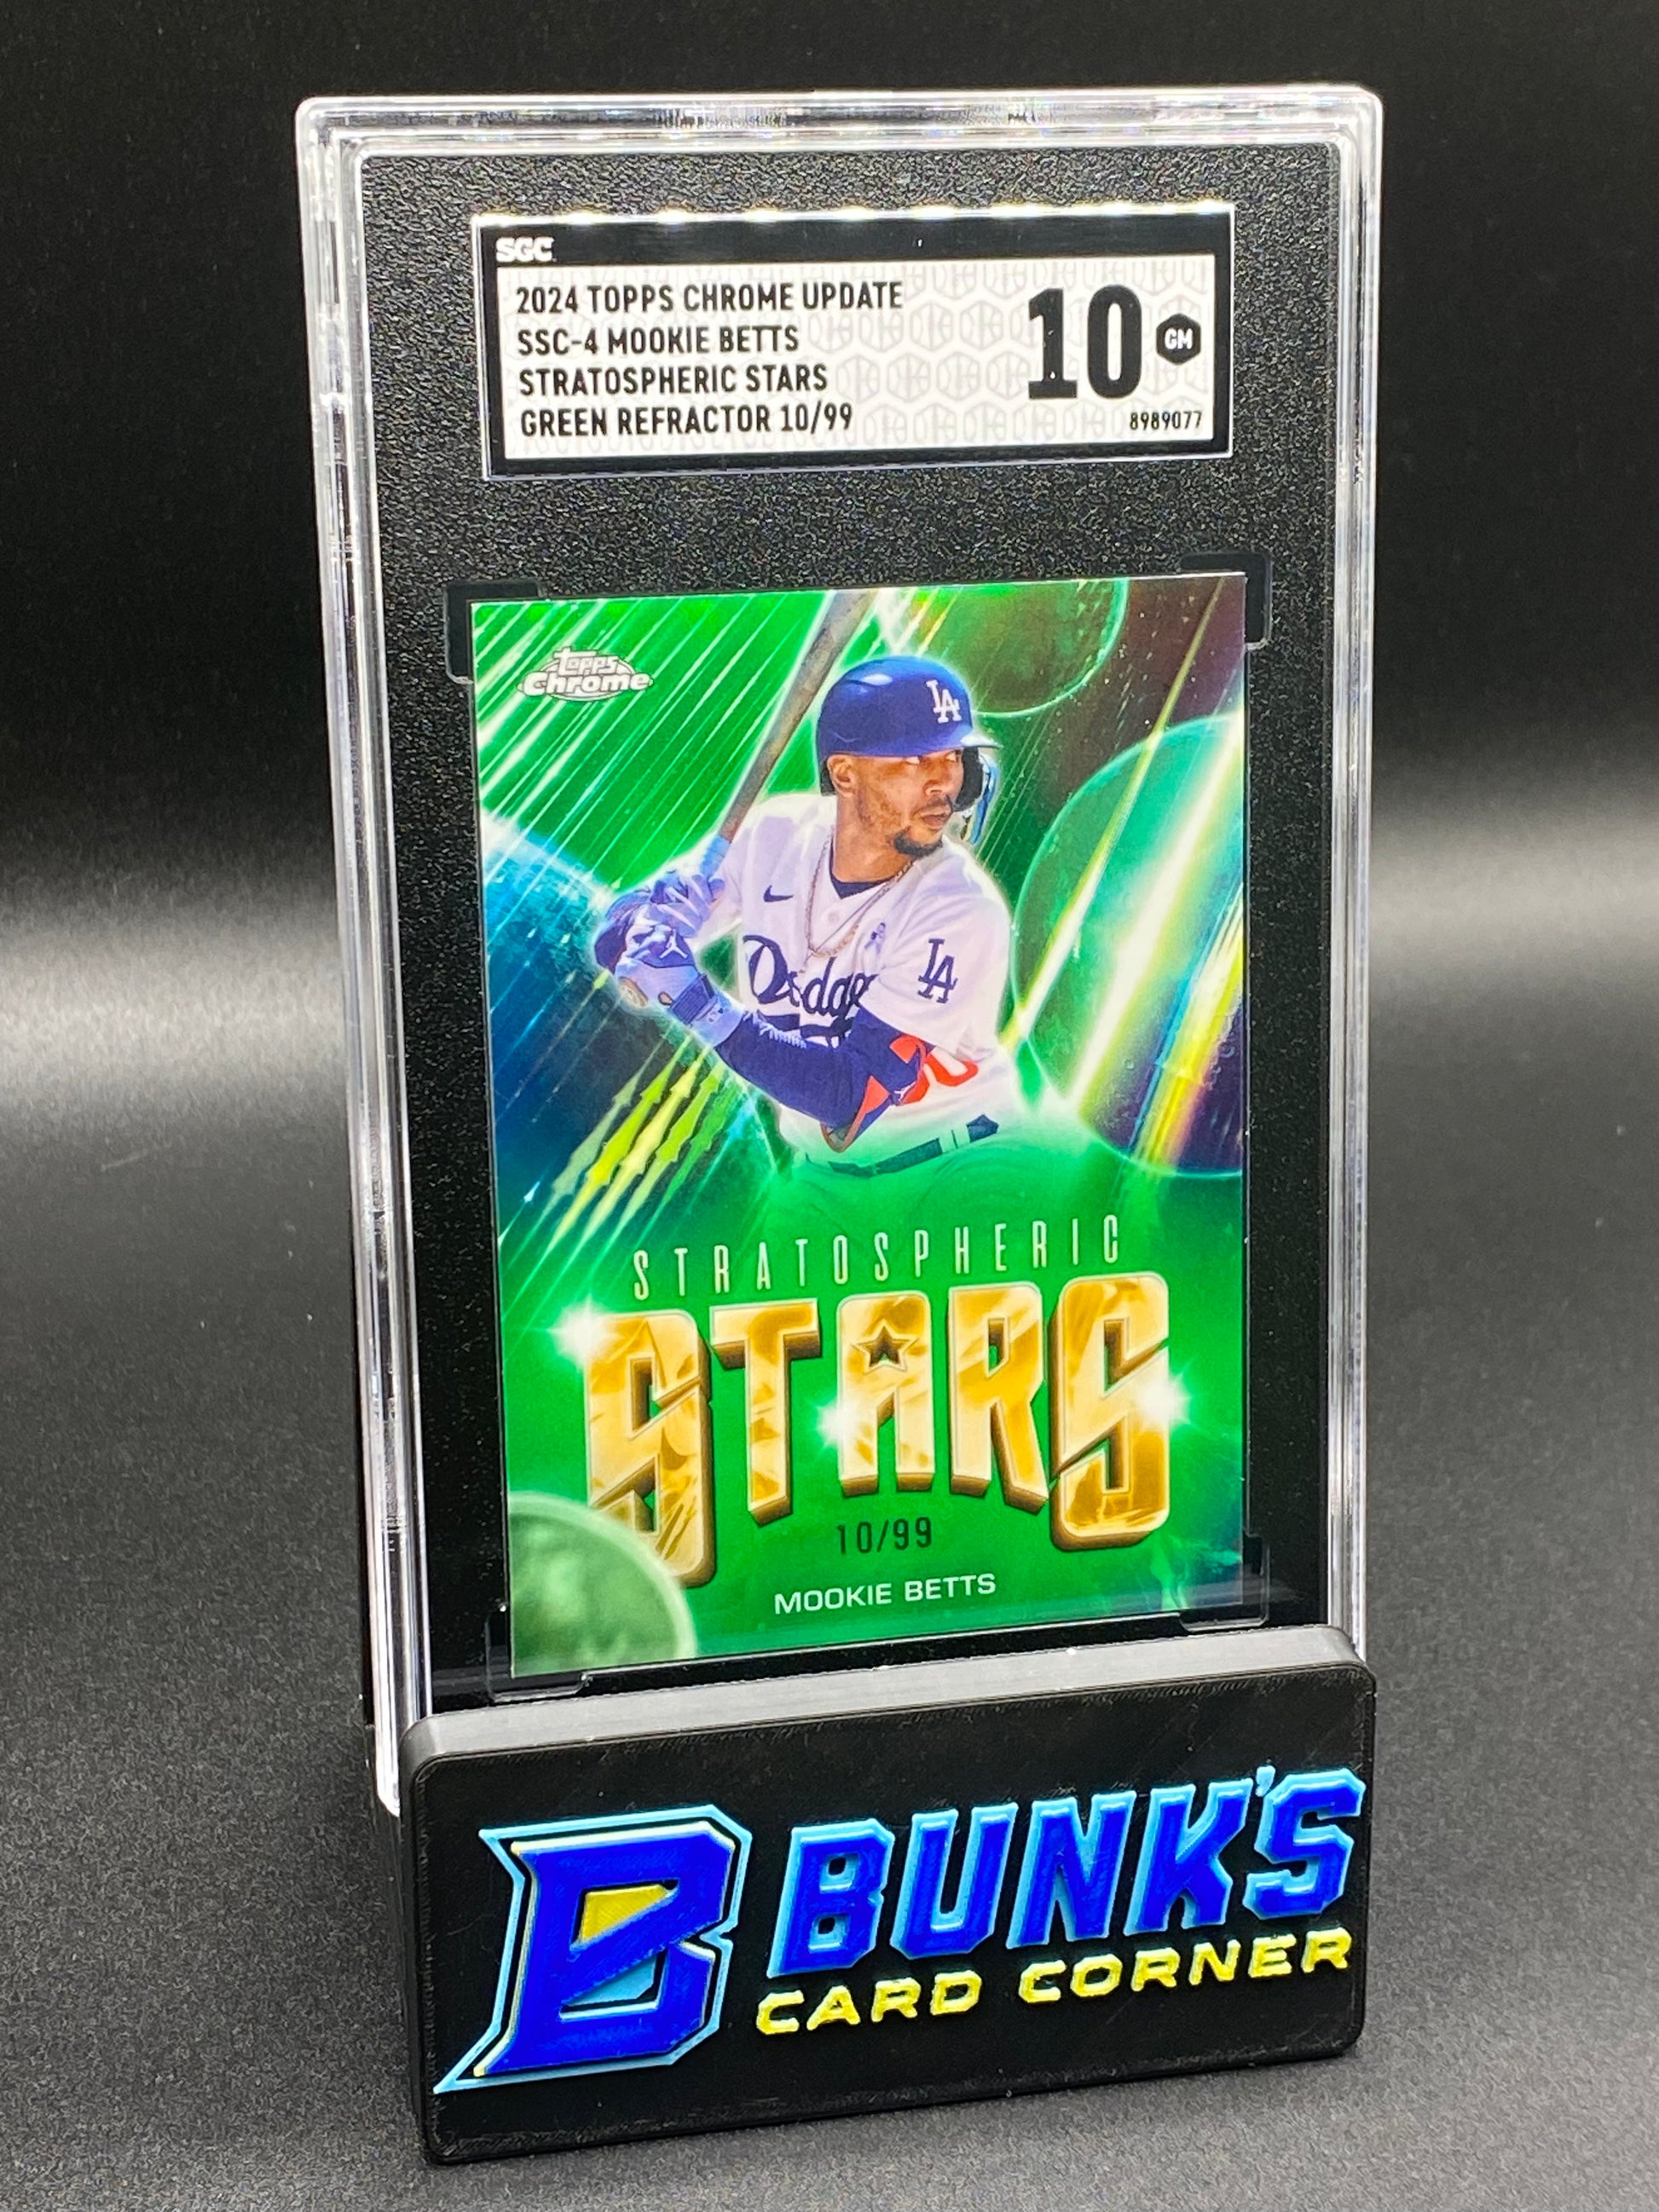 SGC
2024 TOPPS CHROME UPDATE
SSC-4 MOOKIE BETTS
STRATOSPHERIC STARS
GREEN REFRACTOR 10/99
10
GM
8989077
Topps
Chrome
LA
Dodge
LA
STRATOSPHERIC
STARS
10/99
MOOKIE BETTS
B
BUNK'S
CARD CORNER